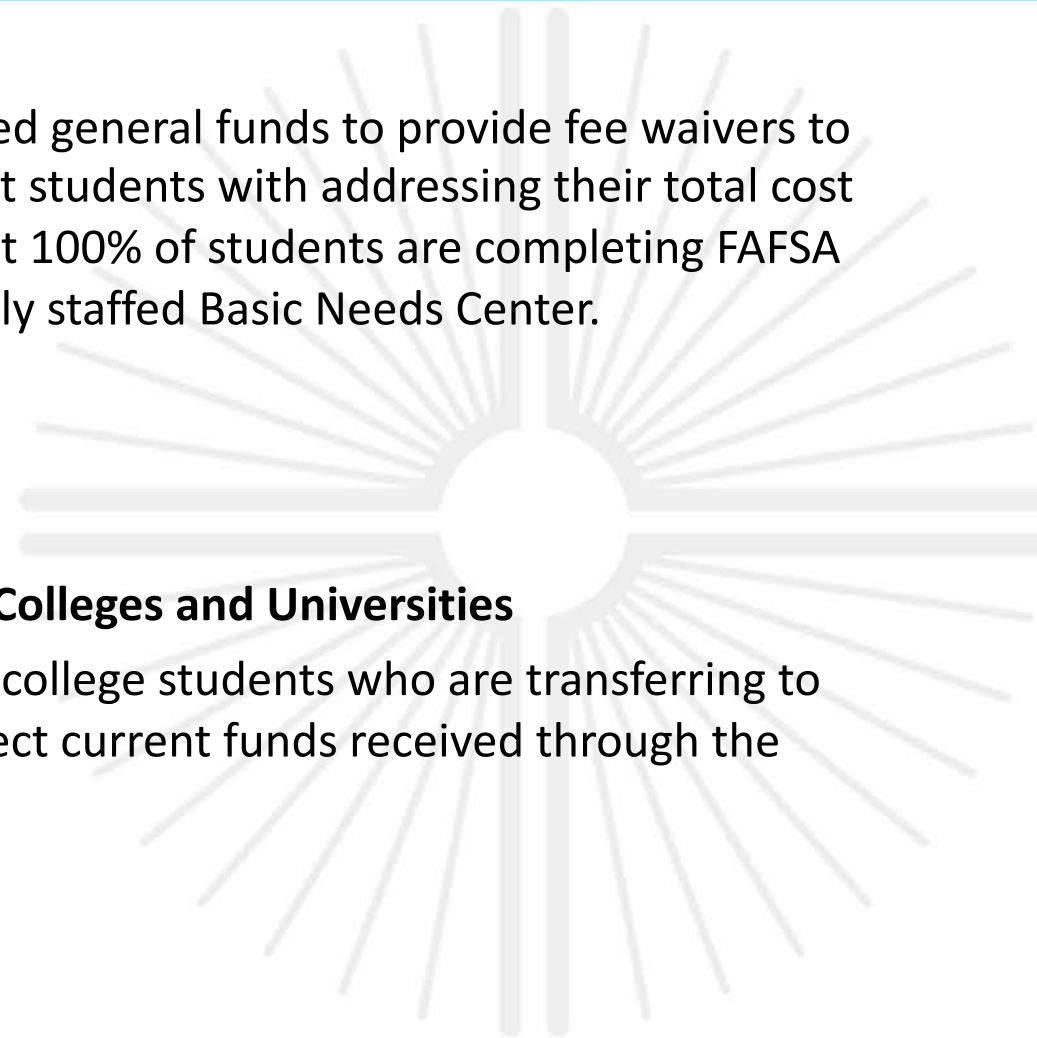 ed general funds to provide fee waivers to
t students with addressing their total cost
t 100% of students are completing FAFSA
ly staffed Basic Needs Center.
Colleges and Universities
college students who are transferring to
ect current funds received through the